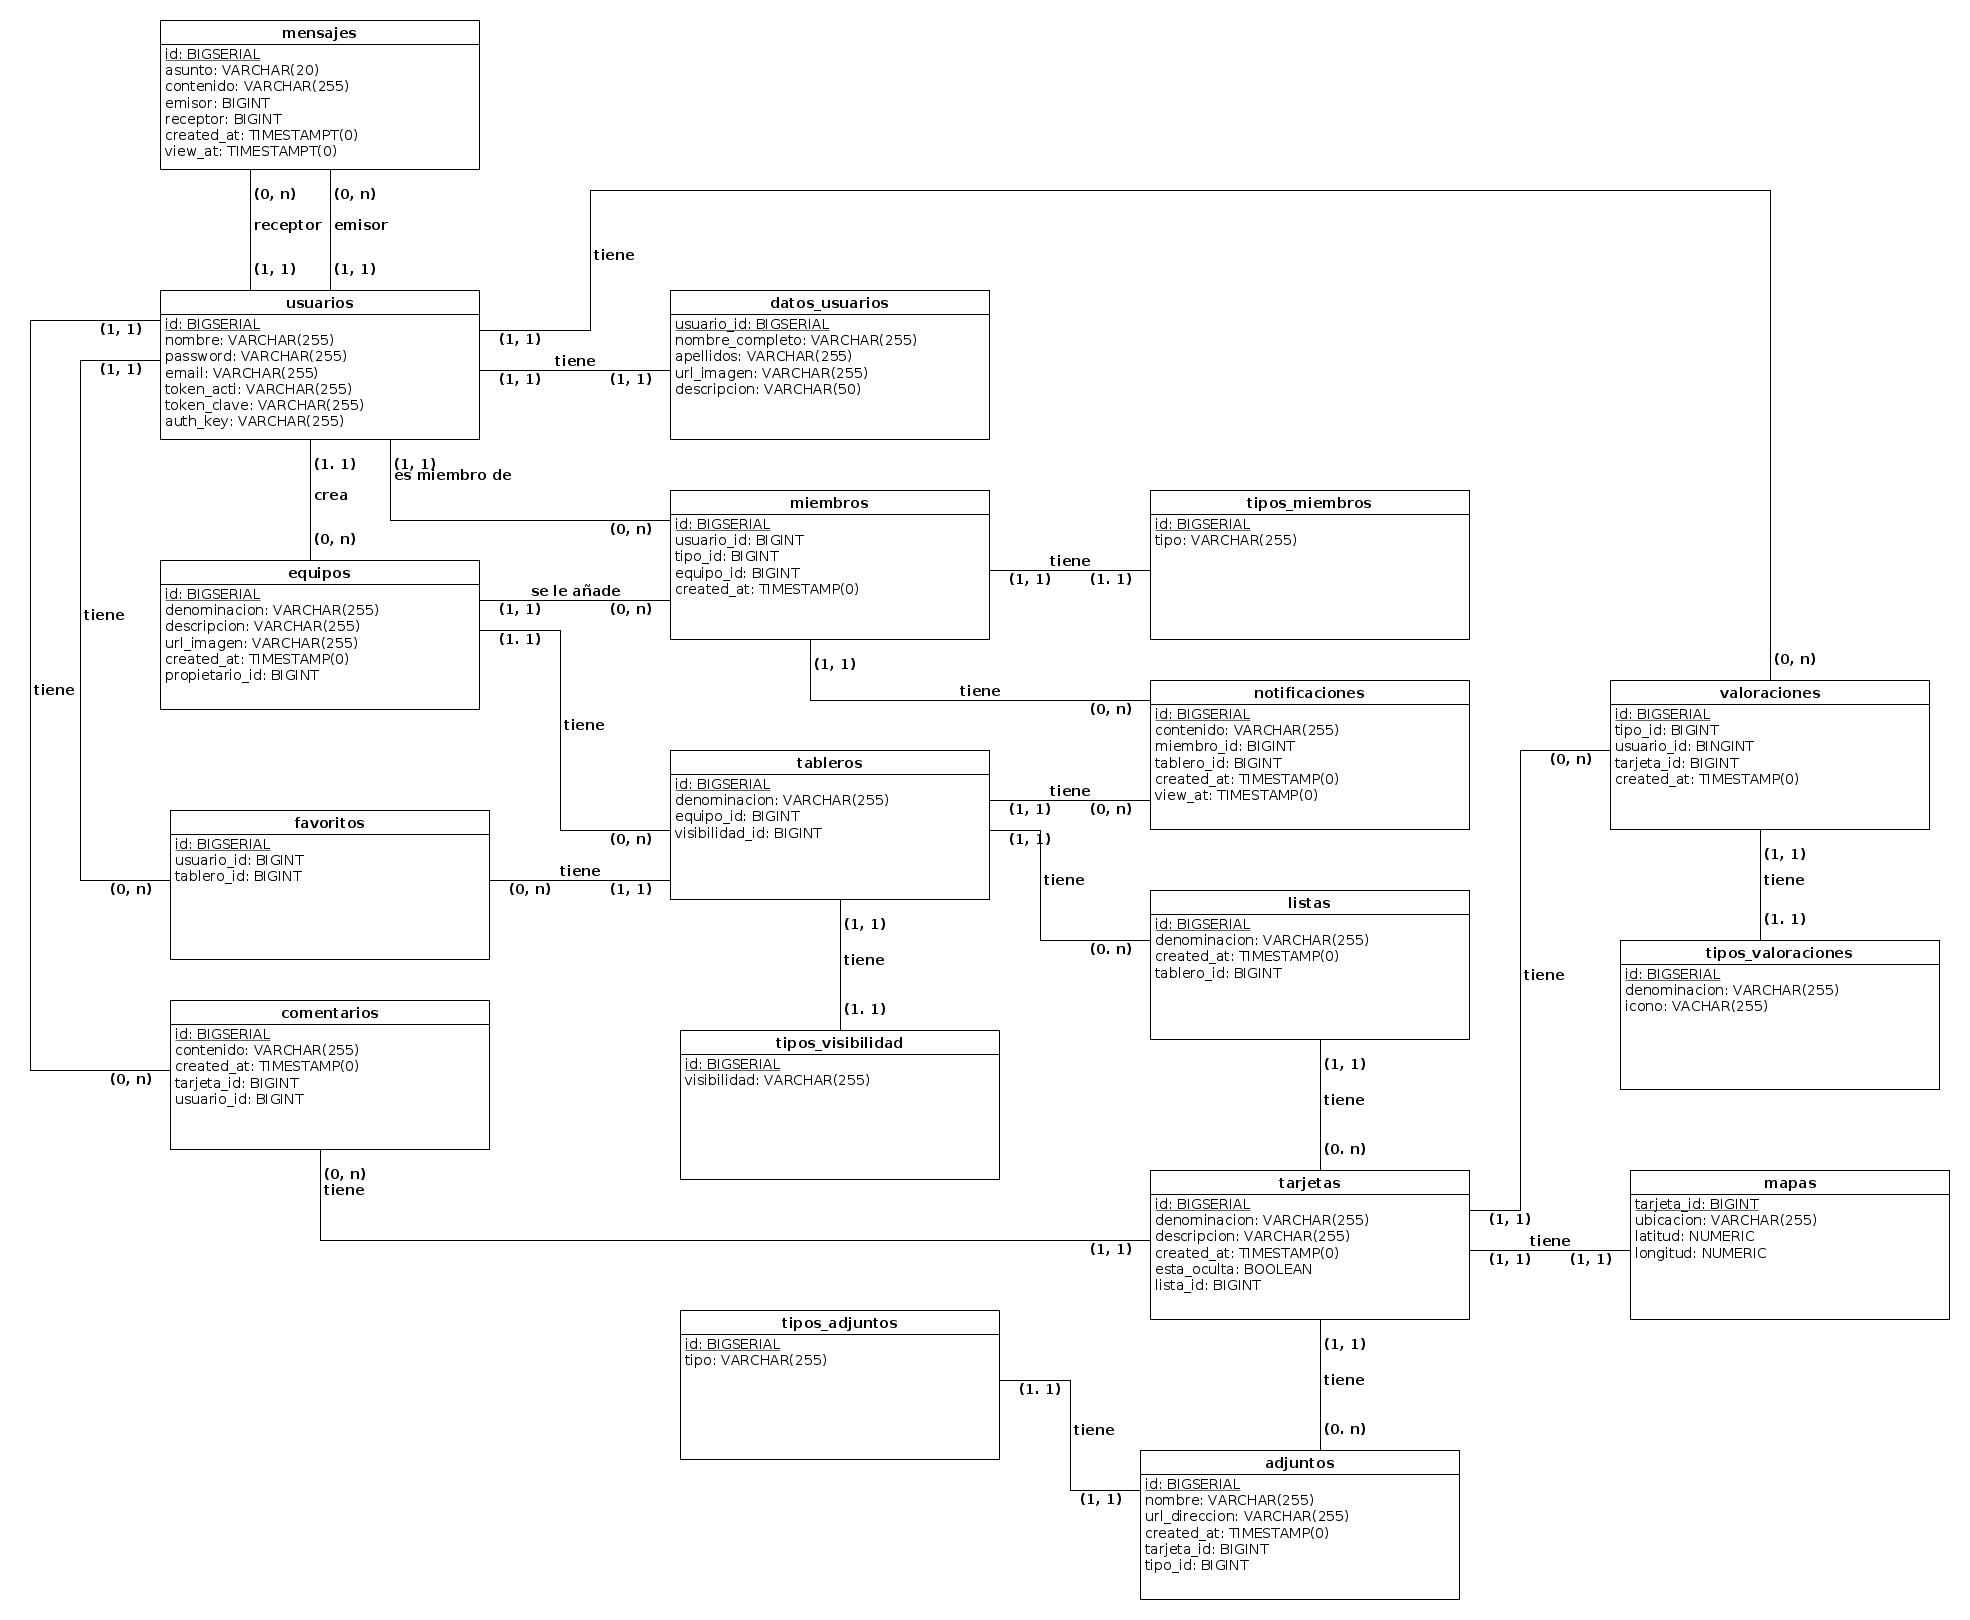 mensajes
id: BIGSERIAL
asunto: VARCHAR(20)
contenido: VARCHAR(255)
emisor: BIGINT
receptor: BIGINT
created_at: TIMESTAMPT(0)
view_at: TIMESTAMPT(0)
(0, n)
(0, n)
receptor
emisor
(1, 1)
(1, 1)
tiene
usuarios
id: BIGSERIAL
nombre: VARCHAR(255)
password: VARCHAR(255)
email: VARCHAR(255)
token_acti: VARCHAR(255)
token_clave: VARCHAR(255)
auth_key: VARCHAR(255)
(1, 1)
(1, 1)
(1, 1)
tiene
(1, 1)
(1, 1)
datos_usuarios
usuario_id: BIGSERIAL
nombre_completo: VARCHAR(255)
apellidos: VARCHAR(255)
url_imagen: VARCHAR(255)
descripcion: VARCHAR(50)
(1. 1)
crea
(0, n)
(1, 1)
es miembro de
(0, n)
miembros
id: BIGSERIAL
usuario_id: BIGINT
tipo_id: BIGINT
equipo_id: BIGINT
created_at: TIMESTAMP(0)
tiene
(1, 1)
(1. 1)
tipos_miembros
id: BIGSERIAL
tipo: VARCHAR(255)
equipos
id: BIGSERIAL
denominacion: VARCHAR(255)
descripcion: VARCHAR(255)
url_imagen: VARCHAR(255)
created_at: TIMESTAMP(0)
propietario_id: BIGINT
se le añade
(1, 1)
(0, n)
(1. 1)
tiene
(0, n)
tiene
tiene
(1, 1)
tiene
(0, n)
notificaciones
id: BIGSERIAL
contenido: VARCHAR(255)
miembro_id: BIGINT
tablero_id: BIGINT
created_at: TIMESTAMP(0)
view_at: TIMESTAMP(0)
(0, n)
valoraciones
id: BIGSERIAL
tipo_id: BIGINT
usuario_id: BINGINT
tarjeta_id: BIGINT
created_at: TIMESTAMP(0)
(0, n)
tableros
id: BIGSERIAL
denominacion: VARCHAR(255)
equipo_id: BIGINT
visibilidad_id: BIGINT
tiene
(1, 1)
(0, n)
(1, 1)
tiene
(0. n)
favoritos
id: BIGSERIAL
usuario_id: BIGINT
tablero_id: BIGINT
(0, n)
tiene
(0, n)
(1, 1)
(1, 1)
tiene
(1. 1)
listas
id: BIGSERIAL
denominacion: VARCHAR(255)
created_at: TIMESTAMP(0)
tablero_id: BIGINT
(1, 1)
tiene
(1. 1)
tiene
tipos_valoraciones
id: BIGSERIAL
denominacion: VARCHAR(255)
icono: VACHAR(255)
comentarios
id: BIGSERIAL
contenido: VARCHAR(255)
created_at: TIMESTAMP(0)
tarjeta_id: BIGINT
usuario_id: BIGINT
(0, n)
tipos_visibilidad
id: BIGSERIAL
visibilidad: VARCHAR(255)
(1, 1)
tiene
(0. n)
(0, n)
tiene
(1, 1)
tarjetas
id: BIGSERIAL
denominacion: VARCHAR(255)
descripcion: VARCHAR(255)
created_at: TIMESTAMP(0)
esta_oculta: BOOLEAN
lista_id: BIGINT
(1, 1)
tiene
(1, 1)
(1, 1)
mapas
tarjeta_id: BIGINT
ubicacion: VARCHAR(255)
latitud: NUMERIC
longitud: NUMERIC
tipos_adjuntos
id: BIGSERIAL
tipo: VARCHAR(255)
(1. 1)
tiene
(1, 1)
(1, 1)
tiene
(0. n)
adjuntos
id: BIGSERIAL
nombre: VARCHAR(255)
url_direccion: VARCHAR(255)
created_at: TIMESTAMP(0)
tarjeta_id: BIGINT
tipo_id: BIGINT